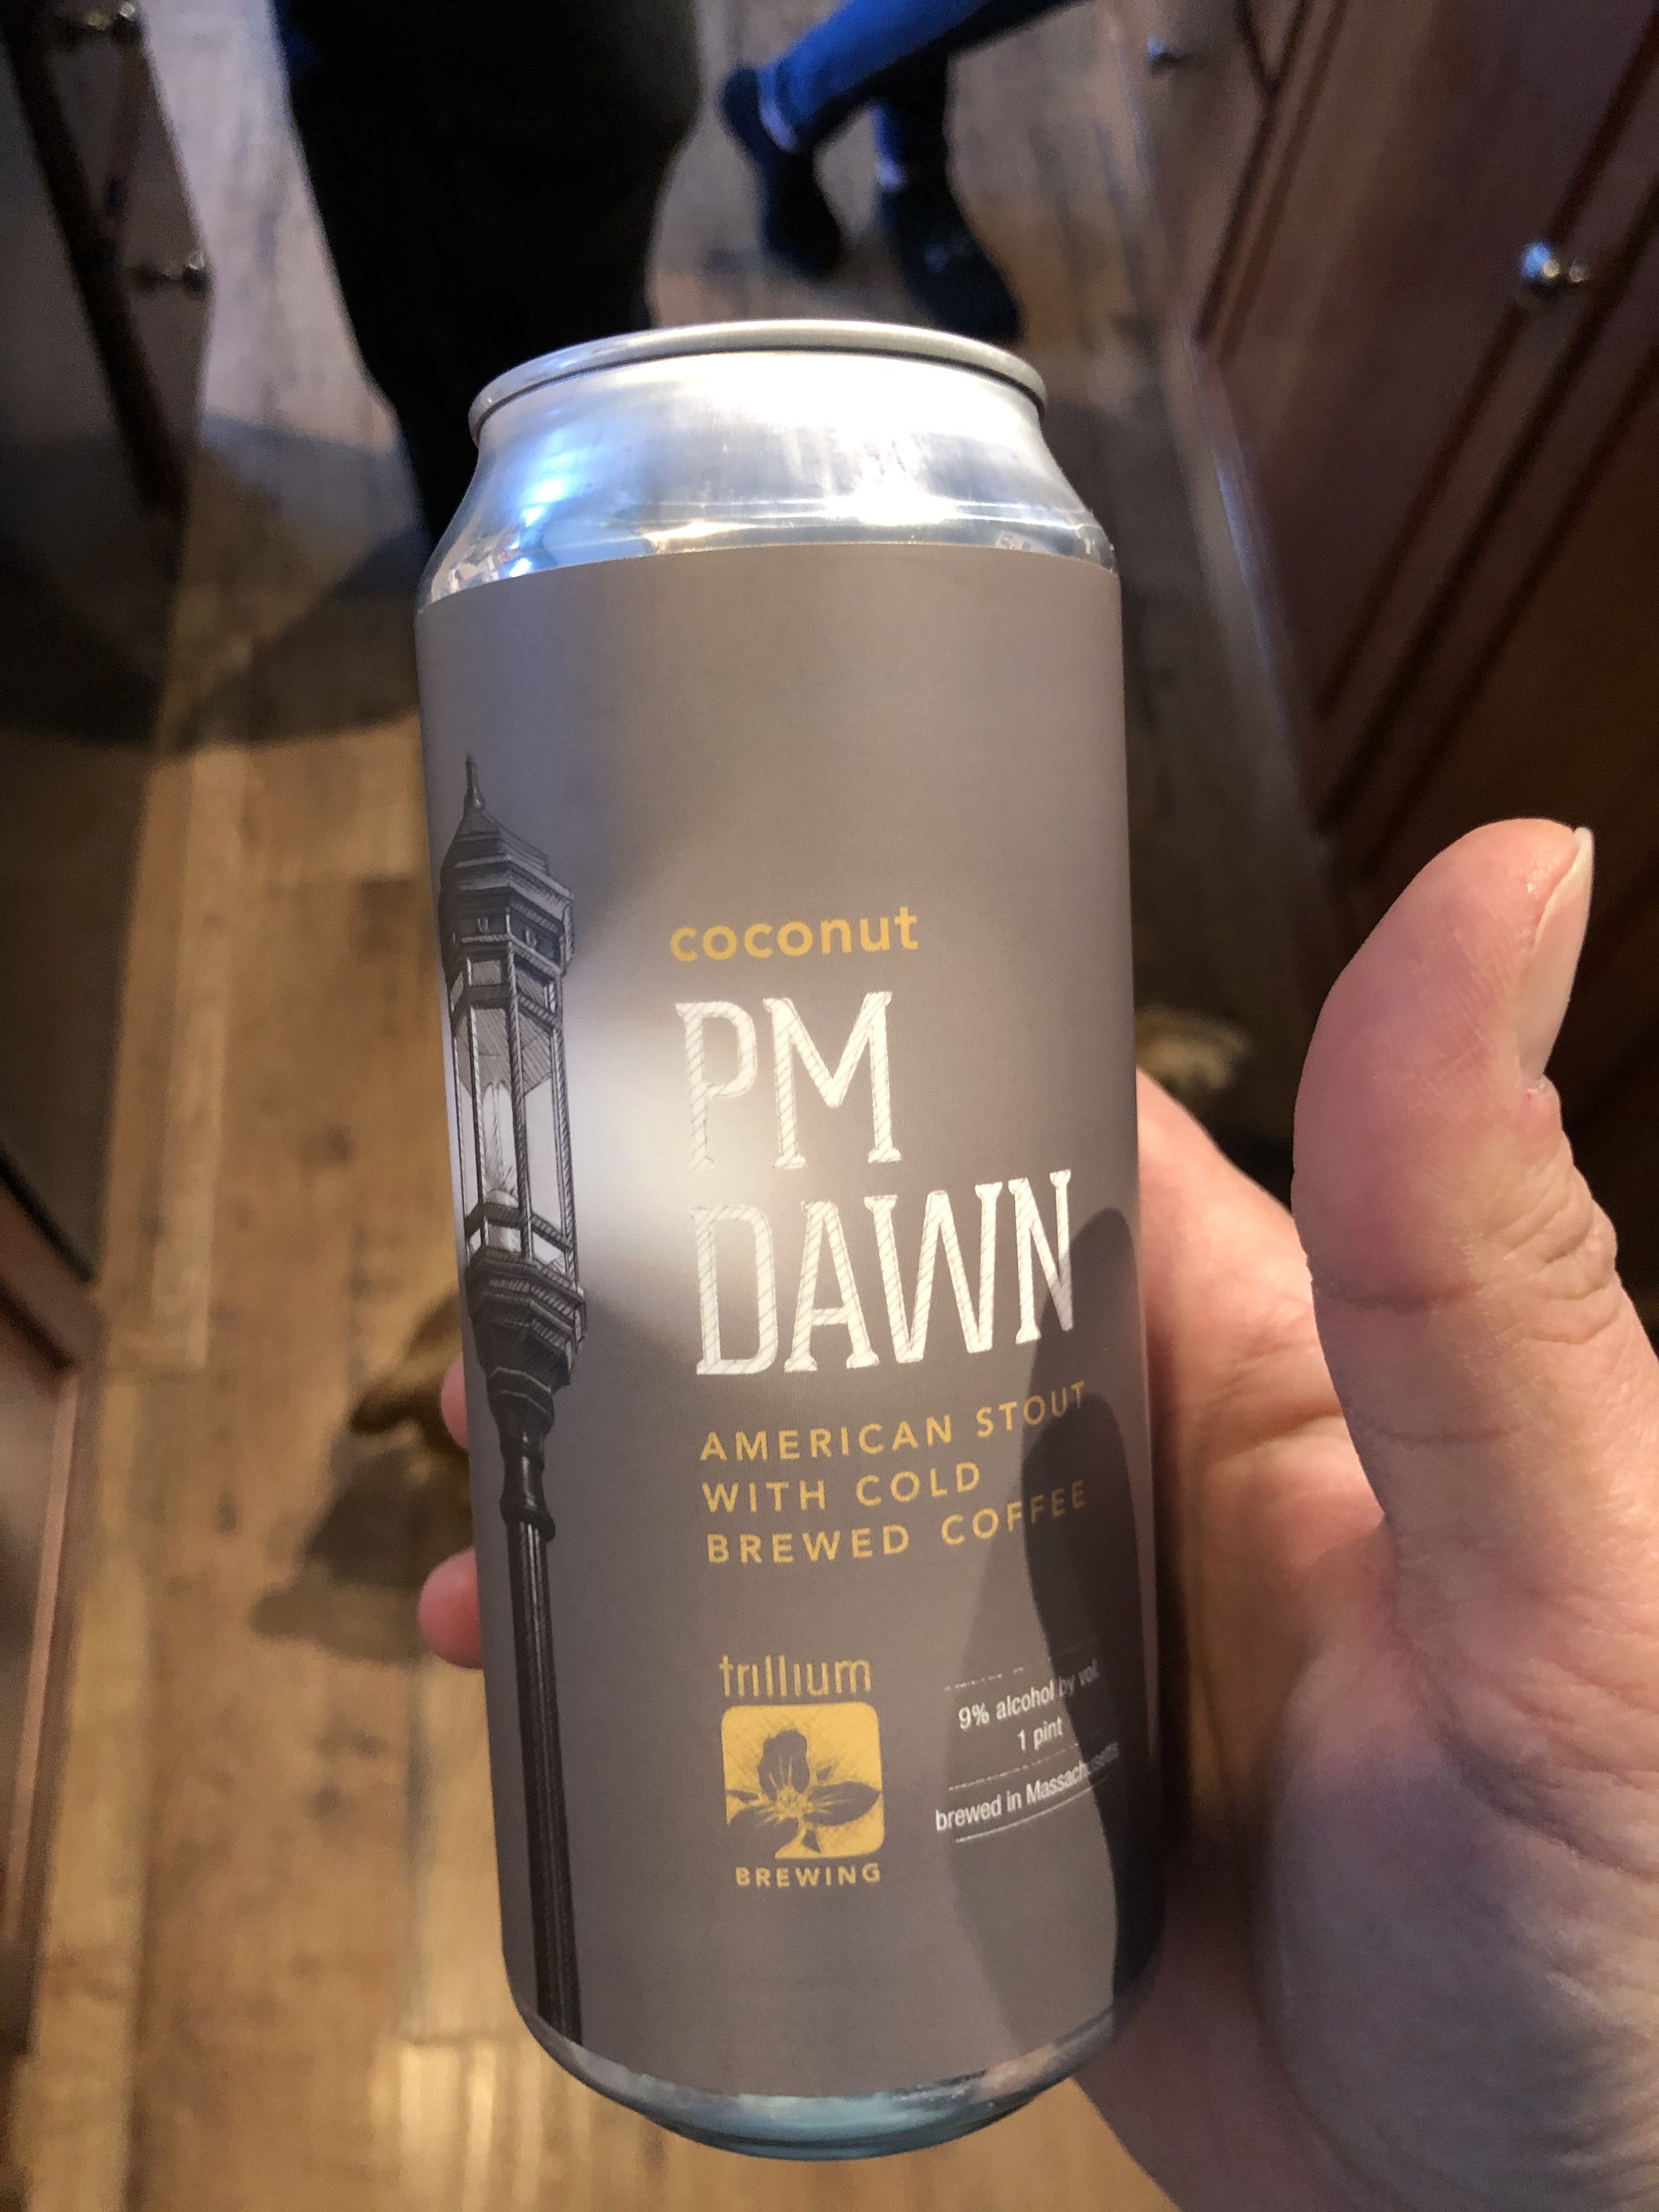 coconut
PM
DAWN
AMERICAN STOUT
WITH COLD
BREWED COFFEE
trillium
BREWING
9% alcohol by vol.
1 pint
brewed in Massachusetts